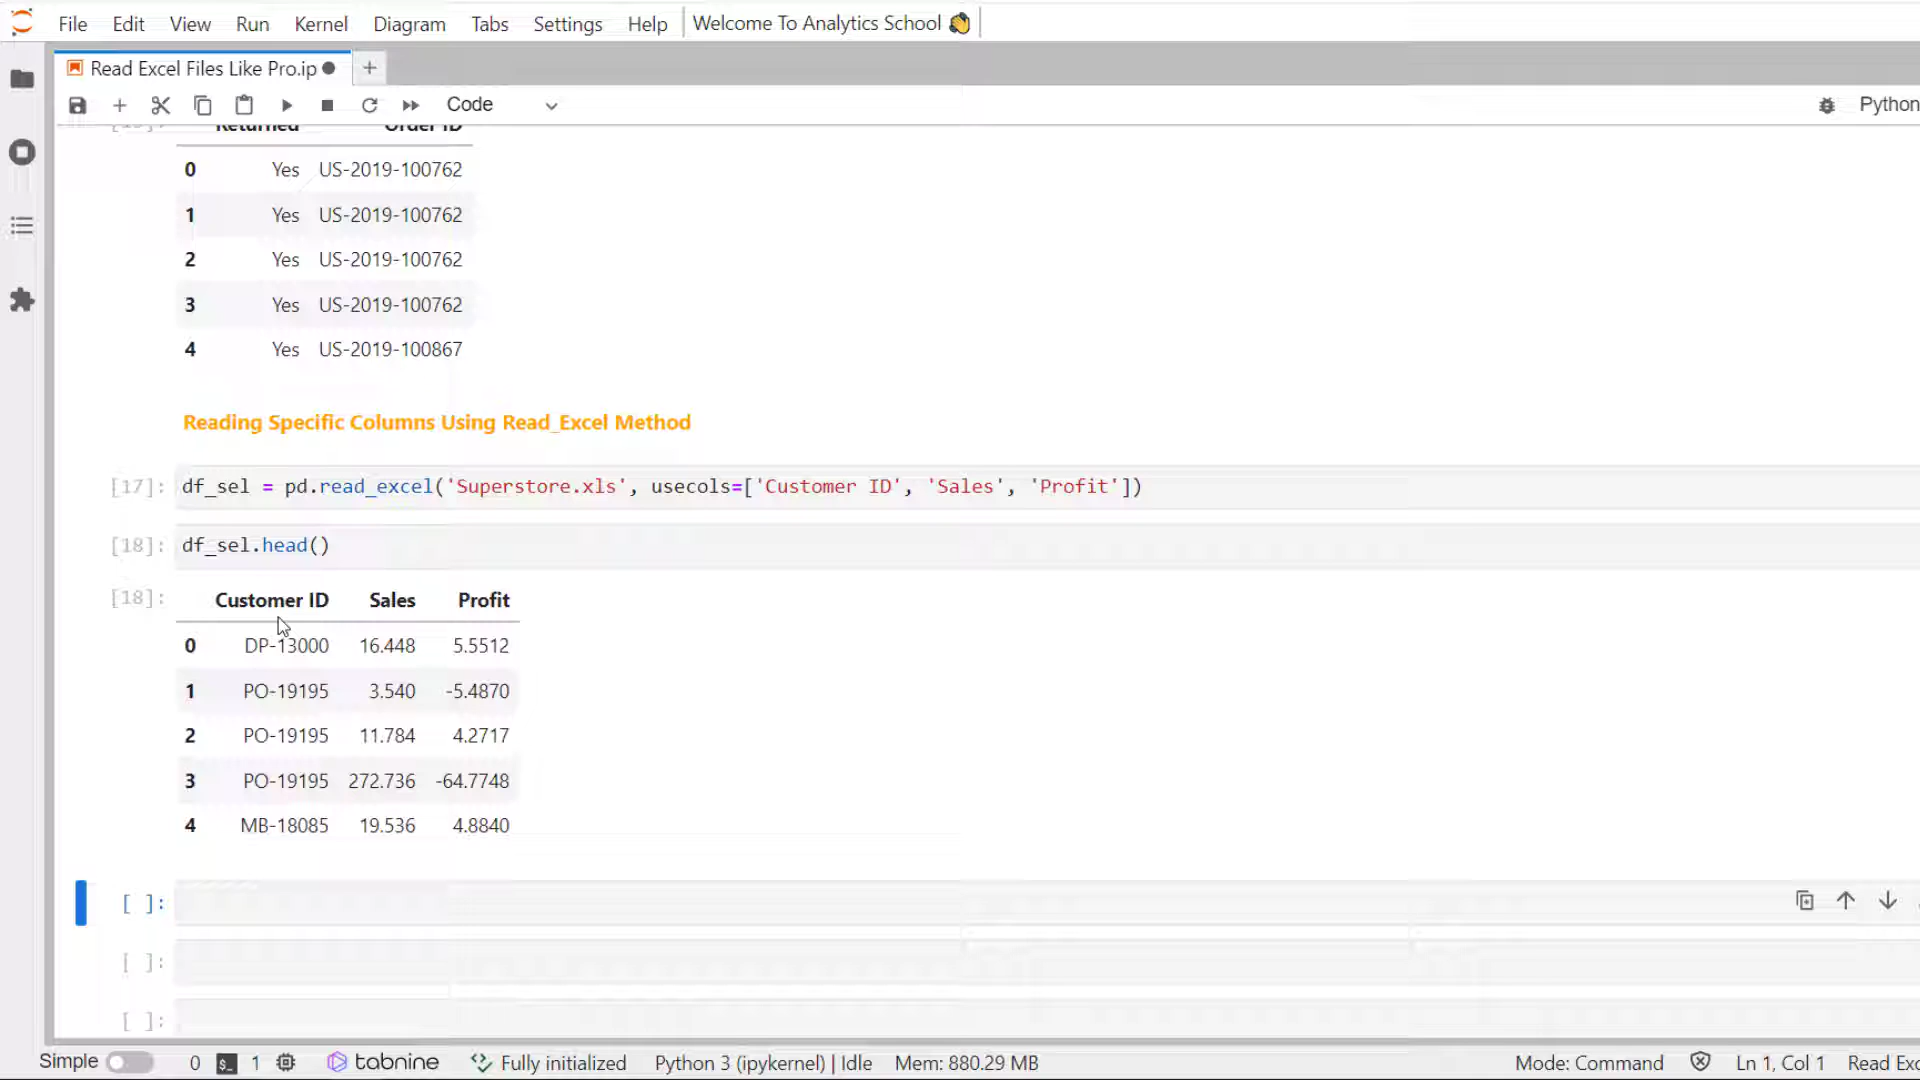 File Edit View Run Kernel Diagram Tabs Settings Help Welcome To Analytics School 👋
Read Excel Files Like Pro.ip
Code
Python
[15]: Returned Order ID
0 Yes US-2019-100762
1 Yes US-2019-100762
2 Yes US-2019-100762
3 Yes US-2019-100762
4 Yes US-2019-100867
Reading Specific Columns Using Read_Excel Method
[17]: df_sel = pd.read_excel('Superstore.xls', usecols=['Customer ID', 'Sales', 'Profit'])
[18]: df_sel.head()
[18]: Customer ID Sales Profit
0 DP-13000 16.448 5.5512
1 PO-19195 3.540 -5.4870
2 PO-19195 11.784 4.2717
3 PO-19195 272.736 -64.7748
4 MB-18085 19.536 4.8840
[ ]:
[ ]:
[ ]:
Simple 0 $_ 1 tabnine Fully initialized Python 3 (ipykernel) | Idle Mem: 880.29 MB Mode: Command Ln 1, Col 1 Read Exc